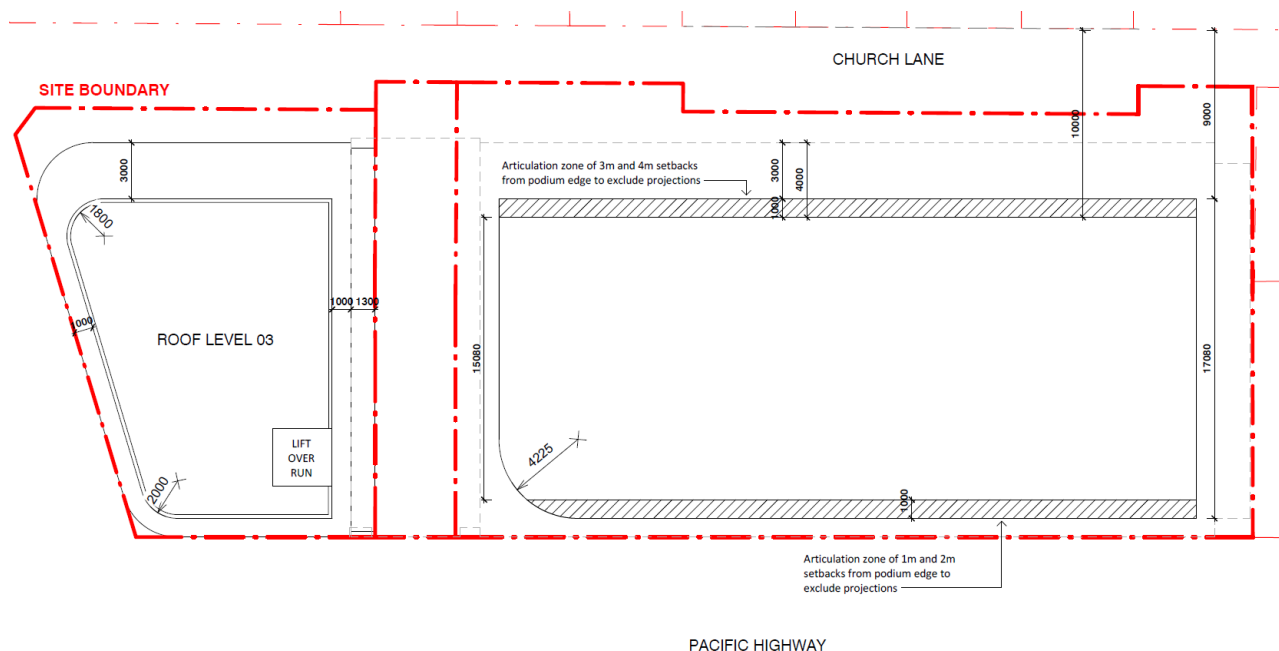 CHURCH LANE
SITE BOUNDARY
10000
9000
3000
Articulation zone of 3m and 4m setbacks
from podium edge to exclude projections
3000
4000
1000
1800
1000
1300
1000
ROOF LEVEL 03
15080
17080
LIFT
OVER
RUN
4225
2000
1000
Articulation zone of 1m and 2m
setbacks from podium edge to
exclude projections
PACIFIC HIGHWAY